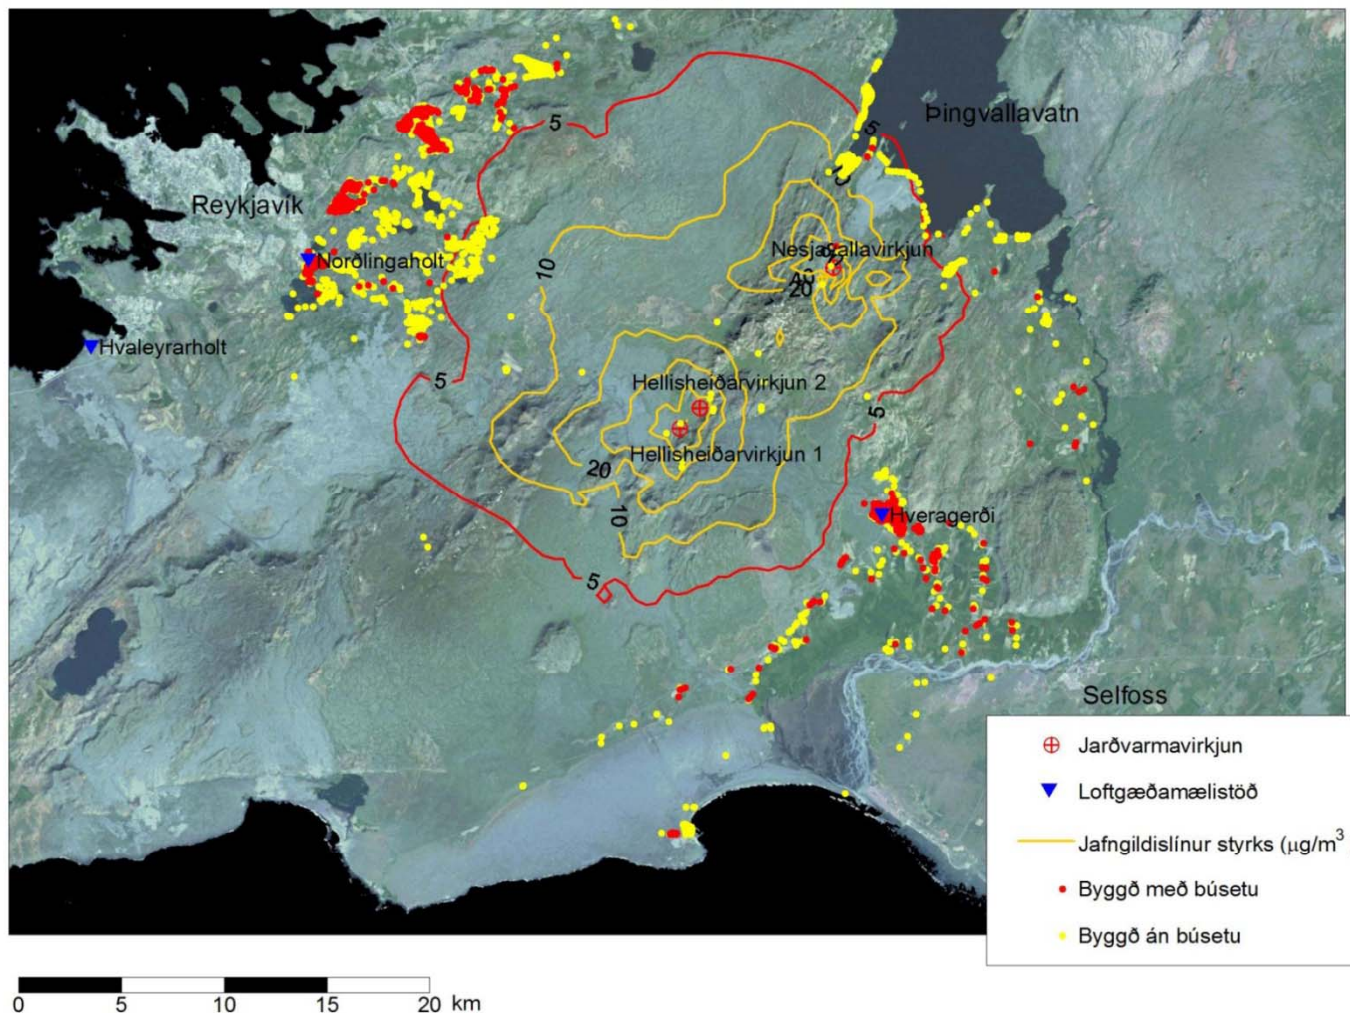 5
Þingvallavatn
5
10
Reykjavík
Nesjavallavirkjun
10
Norðlingaholt
20
Hvaleyrarholt
5
Hellisheiðarvirkjun 2
5
Hellisheiðarvirkjun 1
20
10
Hveragerði
5
Selfoss
Jarðvarmavirkjun
Loftgæðamælistöð
Jafngildislínur styrks (µg/m³
Byggð með búsetu
Byggð án búsetu
0 5 10 15 20 km